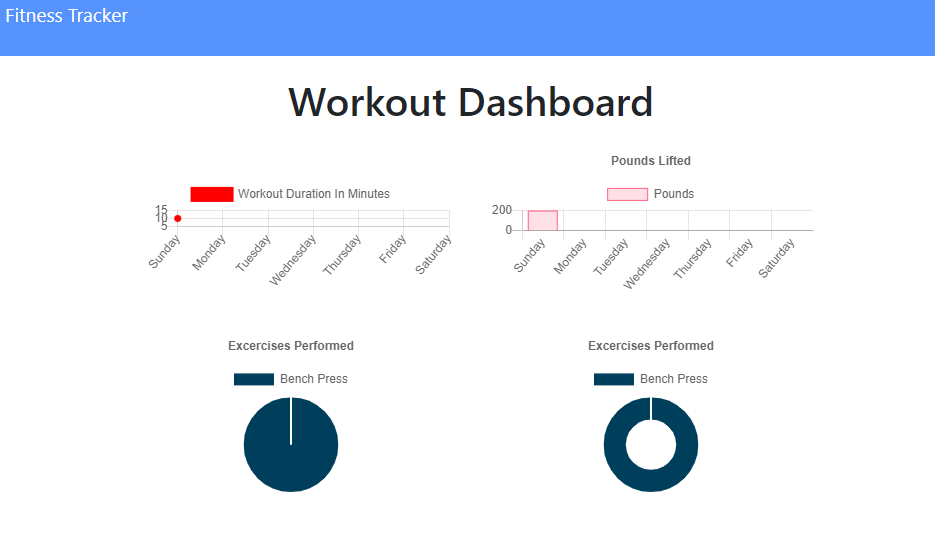 Fitness Tracker
Workout Dashboard
Workout Duration In Minutes
15
10
5
Sunday Monday Tuesday Wednesday Thursday Friday Saturday
Pounds Lifted
Pounds
200
0
Sunday Monday Tuesday Wednesday Thursday Friday Saturday
Excercises Performed
Bench Press
Excercises Performed
Bench Press